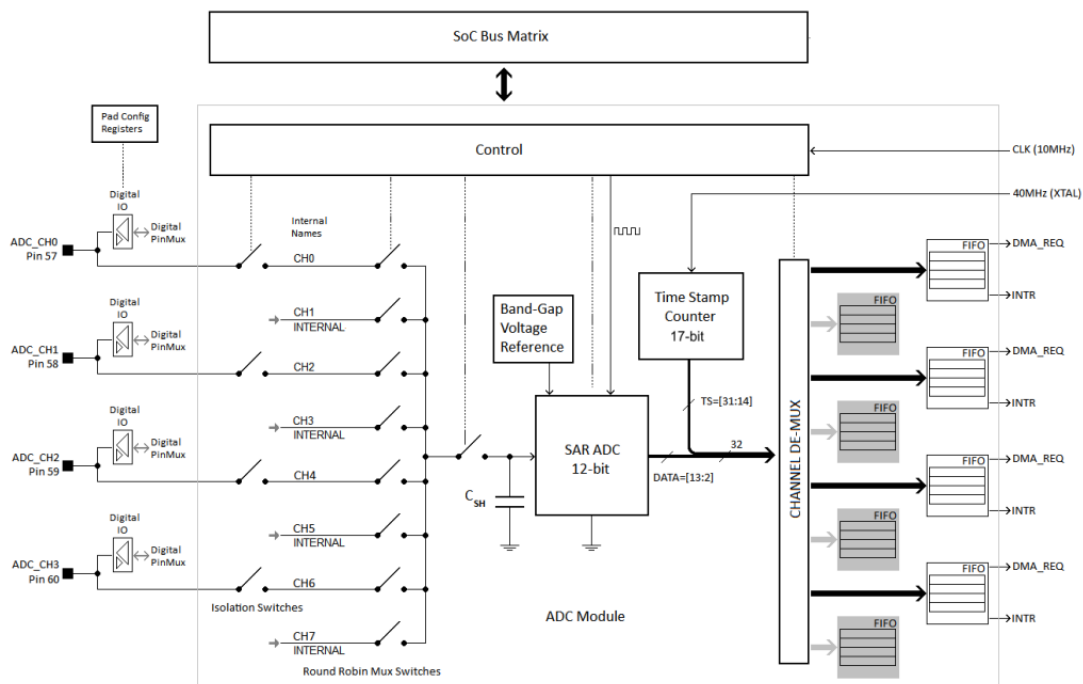 SoC Bus Matrix
Pad Config
Registers
Control
CLK (10MHz)
40MHz (XTAL)
Digital
IO
Digital
PinMux
ADC_CH0
Pin 57
Internal
Names
CH0
CH1
INTERNAL
Digital
IO
Digital
PinMux
ADC_CH1
Pin 58
CH2
CH3
INTERNAL
Digital
IO
Digital
PinMux
ADC_CH2
Pin 59
CH4
CH5
INTERNAL
Digital
IO
Digital
PinMux
ADC_CH3
Pin 60
CH6
Isolation Switches
CH7
INTERNAL
Round Robin Mux Switches
Band-Gap
Voltage
Reference
Time Stamp
Counter
17-bit
TS=[31:14]
SAR ADC
12-bit
32
DATA=[13:2]
CSH
ADC Module
CHANNEL DE-MUX
FIFO
DMA_REQ
INTR
FIFO
FIFO
DMA_REQ
INTR
FIFO
FIFO
DMA_REQ
INTR
FIFO
FIFO
DMA_REQ
INTR
FIFO